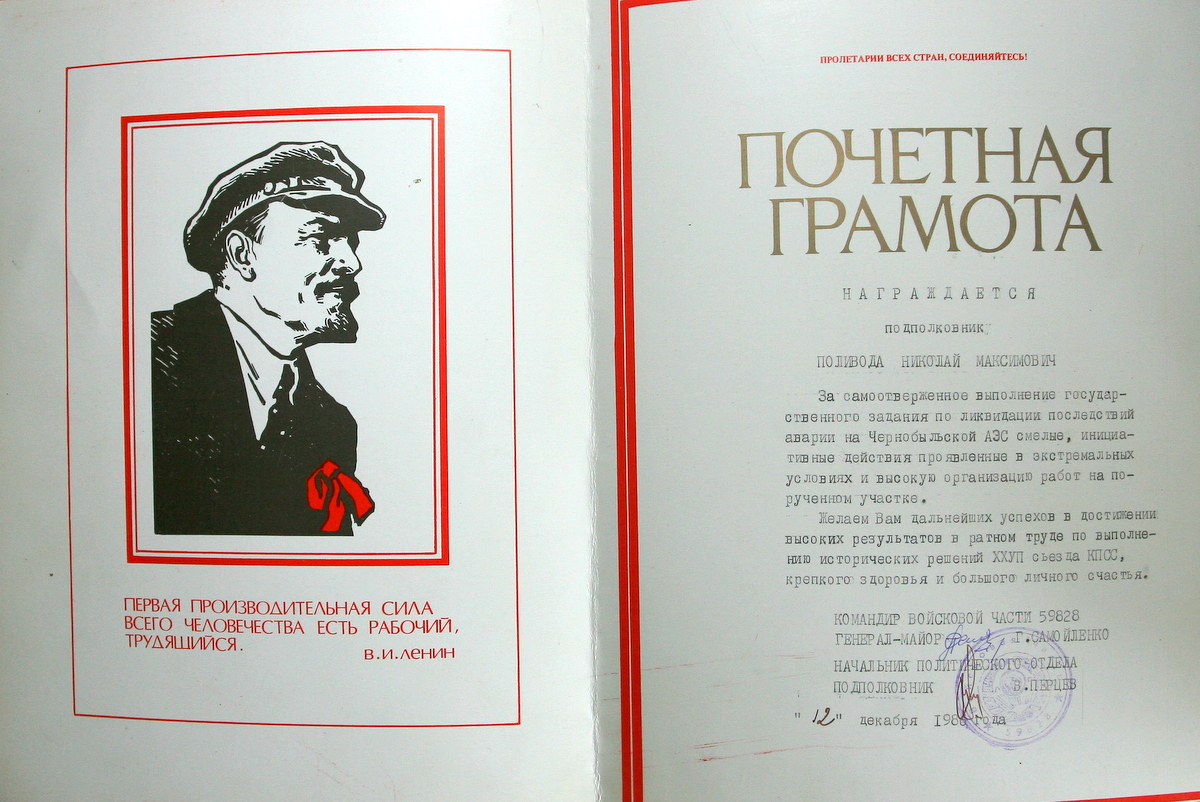 ПЕРВАЯ ПРОИЗВОДИТЕЛЬНАЯ СИЛА
ВСЕГО ЧЕЛОВЕЧЕСТВА ЕСТЬ РАБОЧИЙ,
ТРУДЯЩИЙСЯ.
В.И.ЛЕНИН
ПРОЛЕТАРИИ ВСЕХ СТРАН, СОЕДИНЯЙТЕСЬ!
ПОЧЕТНАЯ
ГРАМОТА
НАГРАЖДАЕТСЯ
подполковник
ПОЛИВОДА НИКОЛАЙ МАКСИМОВИЧ
За самоотверженное выполнение государ-
ственного задания по ликвидации последствий
аварии на Чернобыльской АЭС смелые, инициа-
тивные действия проявленные в экстремальных
условиях и высокую организацию работ на по-
рученном участке.
Желаем Вам дальнейших успехов в достижении
высоких результатов в ратном труде по выполне-
нию исторических решений ХХУП сьезда КПСС,
крепкого здоровья и большого личного счастья.
КОМАНДИР ВОЙСКОВОЙ ЧАСТИ 59828
ГЕНЕРАЛ-МАЙОР Г.САМОЙЛЕНКО
НАЧАЛЬНИК ПОЛИТИЧЕСКОГО ОТДЕЛА
ПОДПОЛКОВНИК В.ПЕРЦЕВ
"12" декабря года